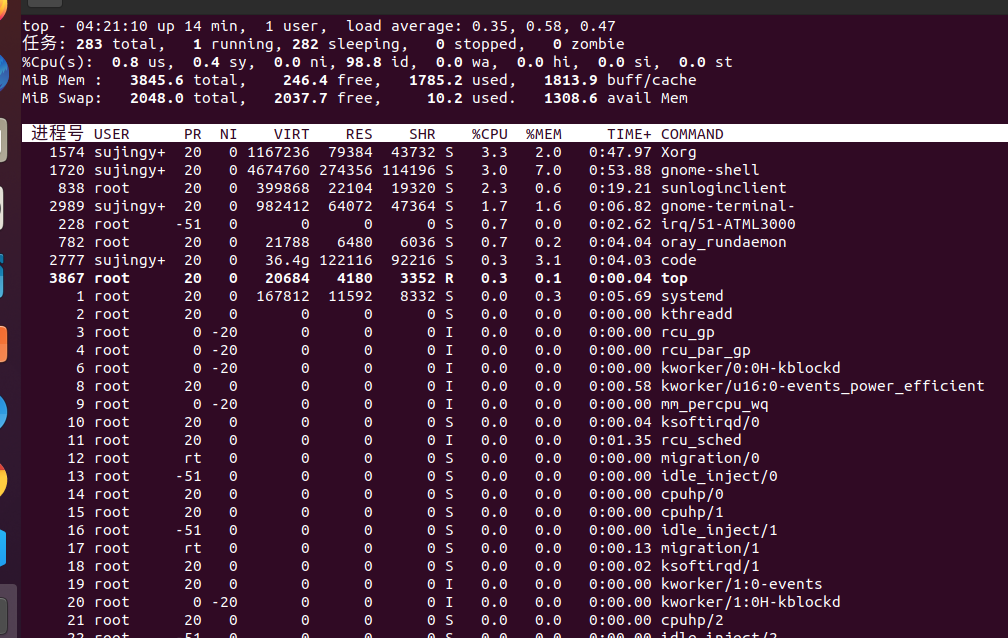 top - 04:21:10 up 14 min,  1 user,  load average: 0.35, 0.58, 0.47
任务: 283 total,   1 running, 282 sleeping,   0 stopped,   0 zombie
%Cpu(s):  0.8 us,  0.4 sy,  0.0 ni, 98.8 id,  0.0 wa,  0.0 hi,  0.0 si,  0.0 st
MiB Mem :   3845.6 total,    246.4 free,   1785.2 used,   1813.9 buff/cache
MiB Swap:   2048.0 total,   2037.7 free,     10.2 used.   1308.6 avail Mem
进程号 USER      PR  NI    VIRT    RES    SHR    %CPU  %MEM     TIME+ COMMAND
1574 sujingy+  20   0 1167236  79384  43732 S   3.3   2.0   0:47.97 Xorg
1720 sujingy+  20   0 4674760 274356 114196 S   3.0   7.0   0:53.88 gnome-shell
838 root      20   0  399868  22104  19320 S   2.3   0.6   0:19.21 sunloginclient
2989 sujingy+  20   0  982412  64072  47364 S   1.7   1.6   0:06.82 gnome-terminal-
228 root     -51   0       0      0      0 S   0.7   0.0   0:02.62 irq/51-ATML3000
782 root      20   0   21788   6480   6036 S   0.7   0.2   0:04.04 oray_rundaemon
2777 sujingy+  20   0   36.4g 122116  92216 S   0.3   3.1   0:04.03 code
3867 root      20   0   20684   4180   3352 R   0.3   0.1   0:00.04 top
1 root      20   0  167812  11592   8332 S   0.0   0.3   0:05.69 systemd
2 root      20   0       0      0      0 S   0.0   0.0   0:00.00 kthreadd
3 root       0 -20       0      0      0 I   0.0   0.0   0:00.00 rcu_gp
4 root       0 -20       0      0      0 I   0.0   0.0   0:00.00 rcu_par_gp
6 root       0 -20       0      0      0 I   0.0   0.0   0:00.00 kworker/0:0H-kblockd
8 root      20   0       0      0      0 I   0.0   0.0   0:00.58 kworker/u16:0-events_power_efficient
9 root       0 -20       0      0      0 I   0.0   0.0   0:00.00 mm_percpu_wq
10 root      20   0       0      0      0 S   0.0   0.0   0:00.04 ksoftirqd/0
11 root      20   0       0      0      0 I   0.0   0.0   0:01.35 rcu_sched
12 root      rt   0       0      0      0 S   0.0   0.0   0:00.00 migration/0
13 root     -51   0       0      0      0 S   0.0   0.0   0:00.00 idle_inject/0
14 root      20   0       0      0      0 S   0.0   0.0   0:00.00 cpuhp/0
15 root      20   0       0      0      0 S   0.0   0.0   0:00.00 cpuhp/1
16 root     -51   0       0      0      0 S   0.0   0.0   0:00.00 idle_inject/1
17 root      rt   0       0      0      0 S   0.0   0.0   0:00.13 migration/1
18 root      20   0       0      0      0 S   0.0   0.0   0:00.02 ksoftirqd/1
19 root      20   0       0      0      0 I   0.0   0.0   0:00.00 kworker/1:0-events
20 root       0 -20       0      0      0 I   0.0   0.0   0:00.00 kworker/1:0H-kblockd
21 root      20   0       0      0      0 S   0.0   0.0   0:00.00 cpuhp/2
22 root     -51   0       0      0      0 S   0.0   0.0   0:00.00 idle_inject/2